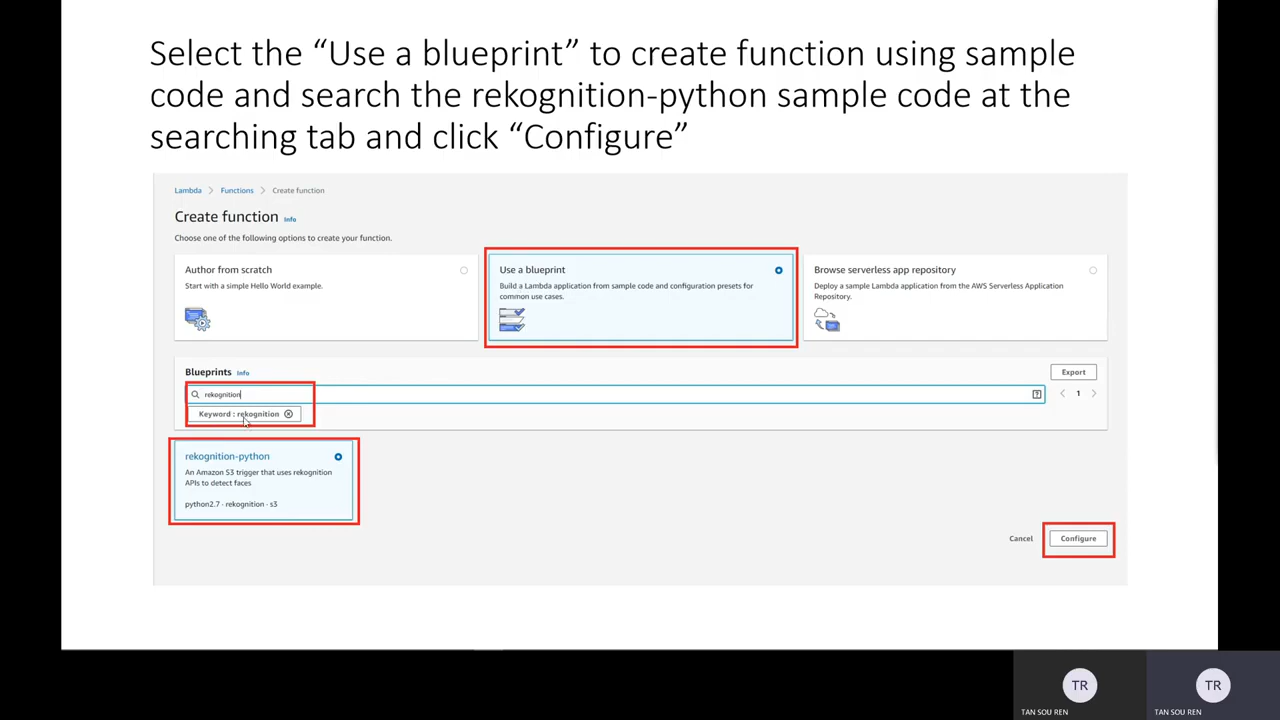 Select the “Use a blueprint” to create function using sample
code and search the rekognition-python sample code at the
searching tab and click “Configure”
Lambda > Functions > Create function
Create function Info
Choose one of the following options to create your function.
Author from scratch
Start with a simple Hello World example.
Use a blueprint
Build a Lambda application from sample code and configuration presets for
common use cases.
Browse serverless app repository
Deploy a sample Lambda application from the AWS Serverless Application
Repository.
Blueprints Info
Export
rekognition
< 1 >
Keyword : rekognition
rekognition-python
An Amazon S3 trigger that uses rekognition
APIs to detect faces
python2.7 · rekognition · s3
Cancel
Configure
TR
TAN SOU REN
TR
TAN SOU REN